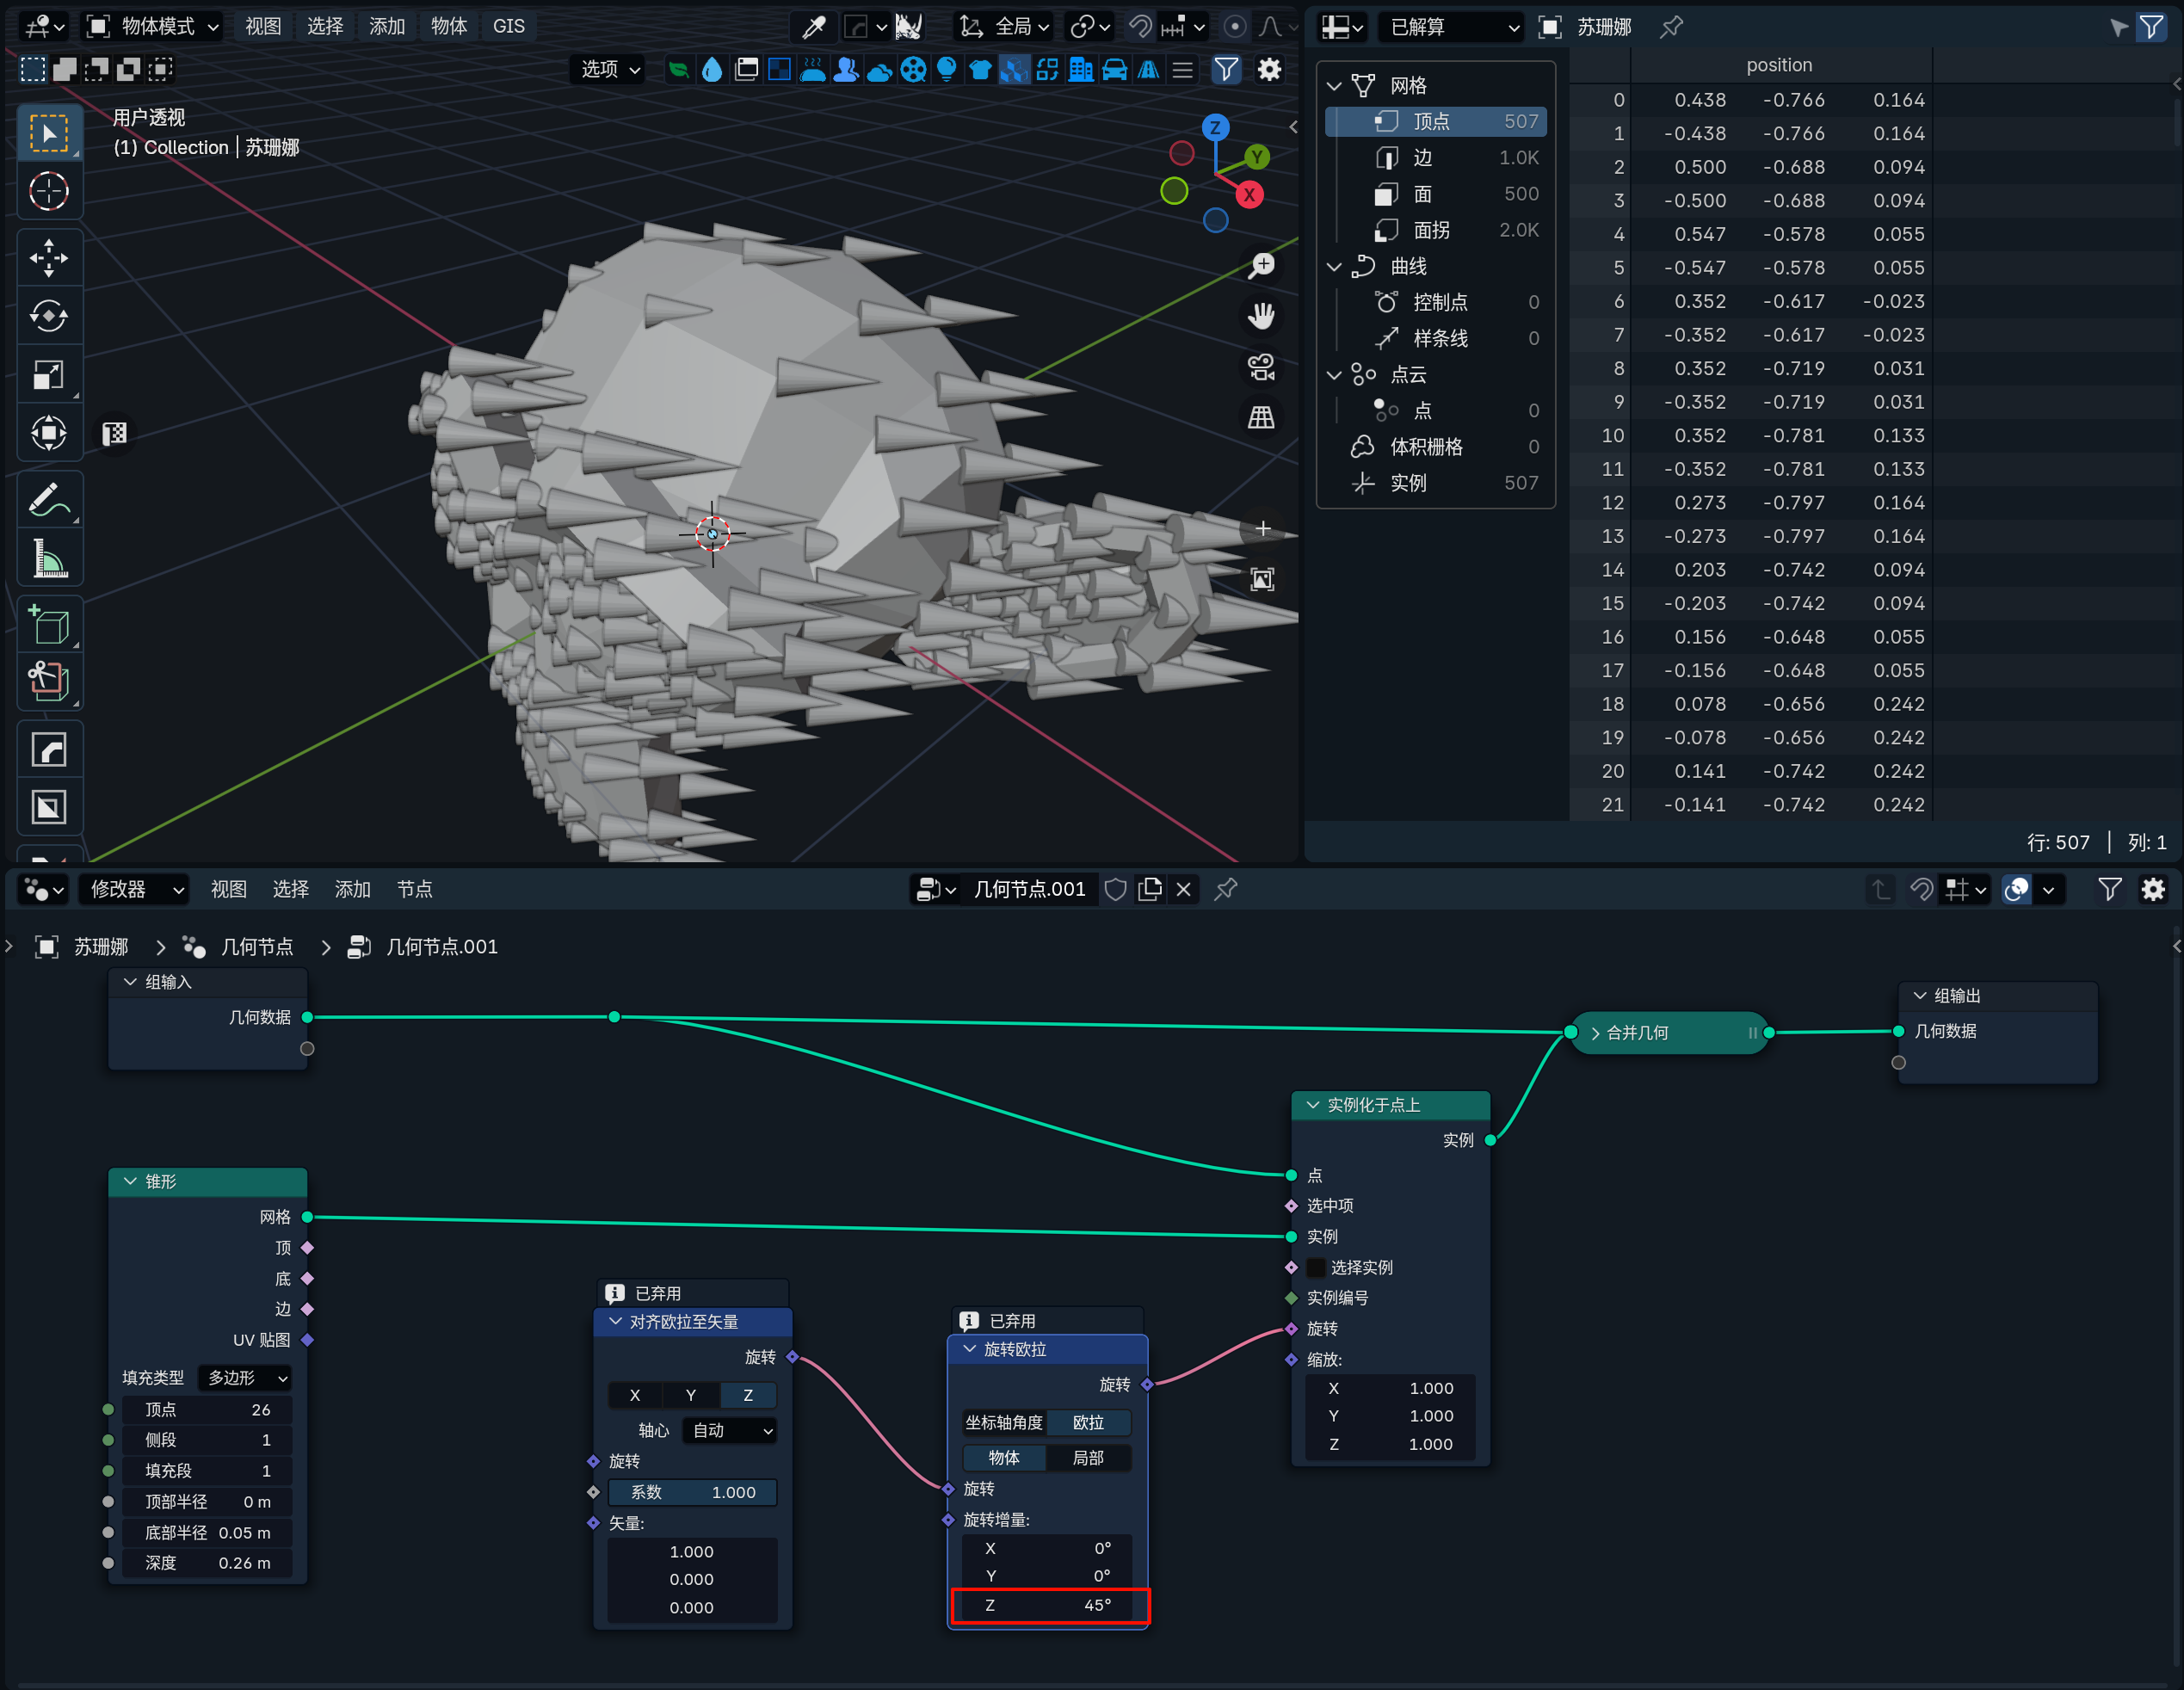 物体模式 视图 选择 添加 物体 GIS 全局
选项
用户透视
(1) Collection | 苏珊娜
Z
Y
X
已解算 苏珊娜
网格
顶点 507
边 1.0K
面 500
面拐 2.0K
曲线
控制点 0
样条线 0
点云
点 0
体积栅格 0
实例 507
position
0 0.438 -0.766 0.164
1 -0.438 -0.766 0.164
2 0.500 -0.688 0.094
3 -0.500 -0.688 0.094
4 0.547 -0.578 0.055
5 -0.547 -0.578 0.055
6 0.352 -0.617 -0.023
7 -0.352 -0.617 -0.023
8 0.352 -0.719 0.031
9 -0.352 -0.719 0.031
10 0.352 -0.781 0.133
11 -0.352 -0.781 0.133
12 0.273 -0.797 0.164
13 -0.273 -0.797 0.164
14 0.203 -0.742 0.094
15 -0.203 -0.742 0.094
16 0.156 -0.648 0.055
17 -0.156 -0.648 0.055
18 0.078 -0.656 0.242
19 -0.078 -0.656 0.242
20 0.141 -0.742 0.242
21 -0.141 -0.742 0.242
行: 507 | 列: 1
修改器 视图 选择 添加 节点 几何节点.001
苏珊娜 > 几何节点 > 几何节点.001
组输入
几何数据
锥形
网格
顶
底
边
UV 贴图
填充类型 多边形
顶点 26
侧段 1
填充段 1
顶部半径 0 m
底部半径 0.05 m
深度 0.26 m
已弃用
对齐欧拉至矢量
旋转
X Y Z
轴心 自动
旋转
系数 1.000
矢量:
1.000
0.000
0.000
已弃用
旋转欧拉
旋转
坐标轴角度 欧拉
物体 局部
旋转
旋转增量:
X 0°
Y 0°
Z 45°
实例化于点上
实例
点
选中项
实例
选择实例
实例编号
旋转
缩放:
X 1.000
Y 1.000
Z 1.000
合并几何
组输出
几何数据